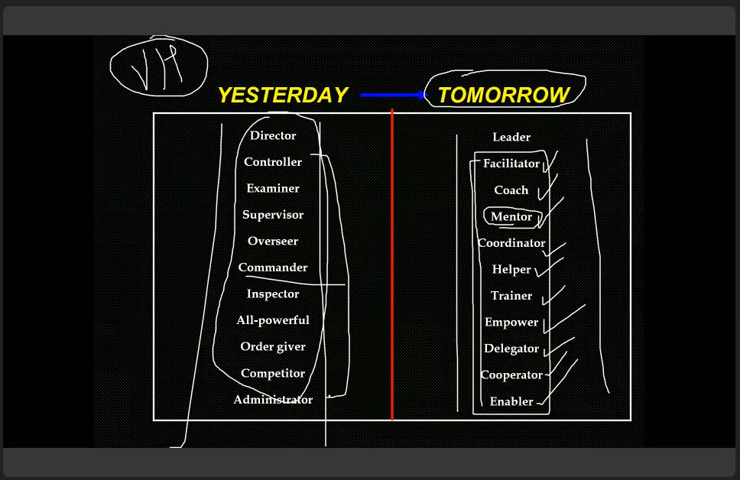 YESTERDAY
TOMORROW
Director
Controller
Examiner
Supervisor
Overseer
Commander
Inspector
All-powerful
Order giver
Competitor
Administrator
Leader
Facilitator
Coach
Mentor
Coordinator
Helper
Trainer
Empower
Delegator
Cooperator
Enabler